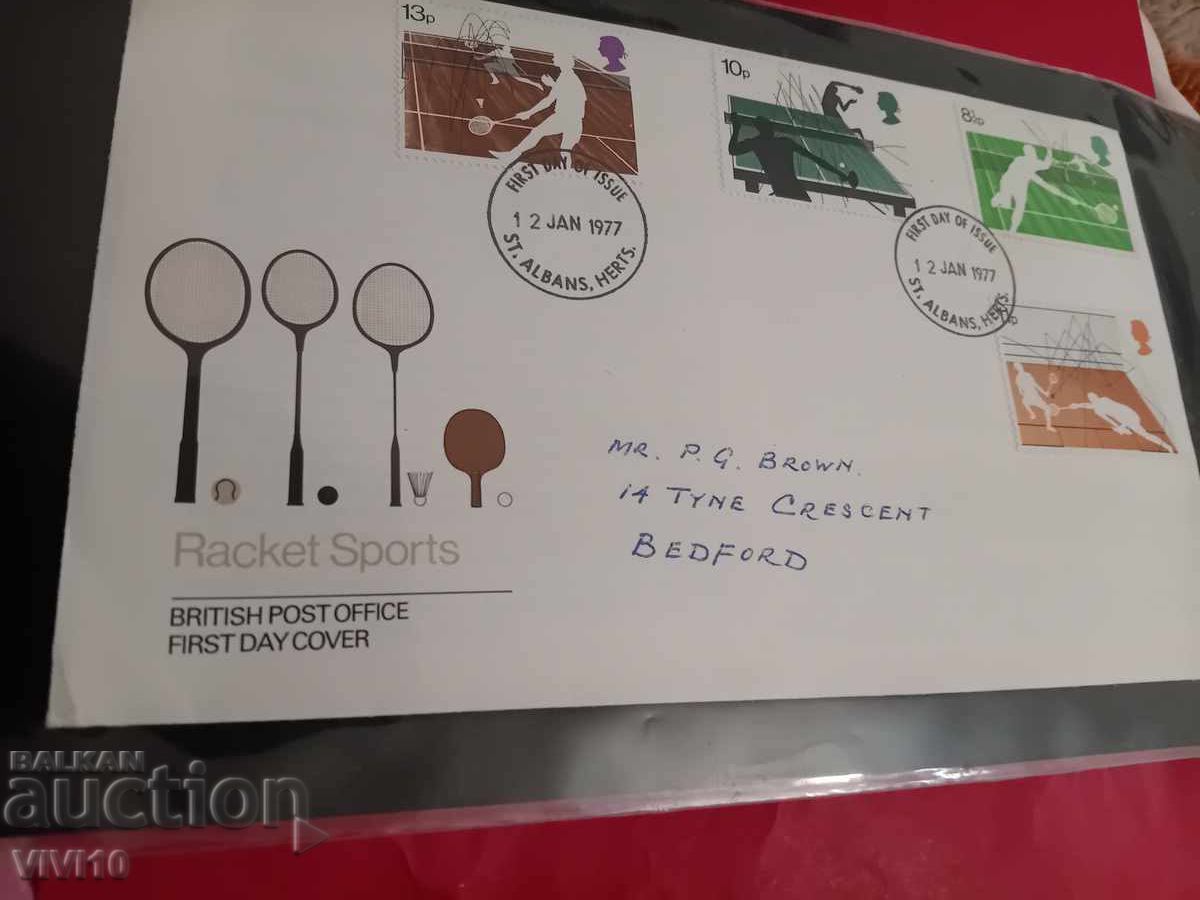 13p
10p
8½p
FIRST DAY OF ISSUE
12 JAN 1977
ST. ALBANS, HERTS.
FIRST DAY OF ISSUE
12 JAN 1977
ST. ALBANS, HERTS.
MR. P. G. BROWN.
14 TYNE CRESCENT
BEDFORD
Racket Sports
BRITISH POST OFFICE
FIRST DAY COVER
BALKAN
auction
VIVI10